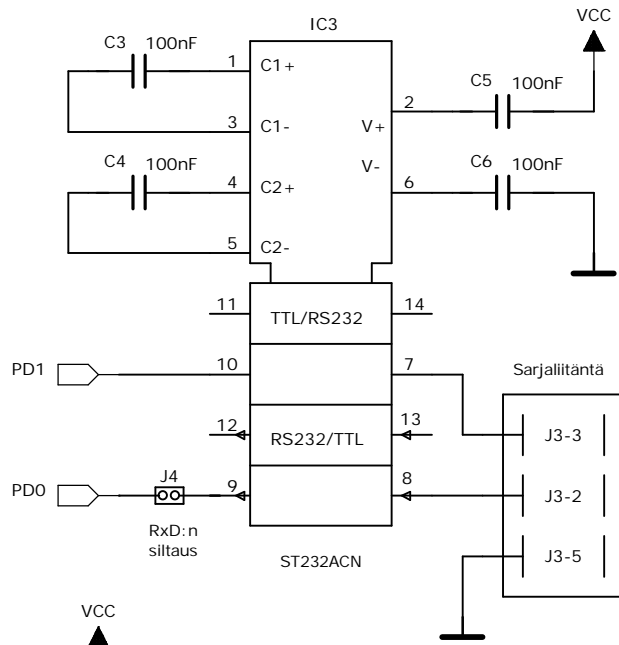 IC3
VCC
C3
100nF
1
C1+
C5
100nF
2
3
C1-
V+
C4
100nF
V-
C6
100nF
4
C2+
6
5
C2-
11
TTL/RS232
14
PD1
10
7
Sarjaliitäntä
12
RS232/TTL
13
J3-3
PD0
J4
9
8
J3-2
RxD:n
siltaus
ST232ACN
J3-5
VCC